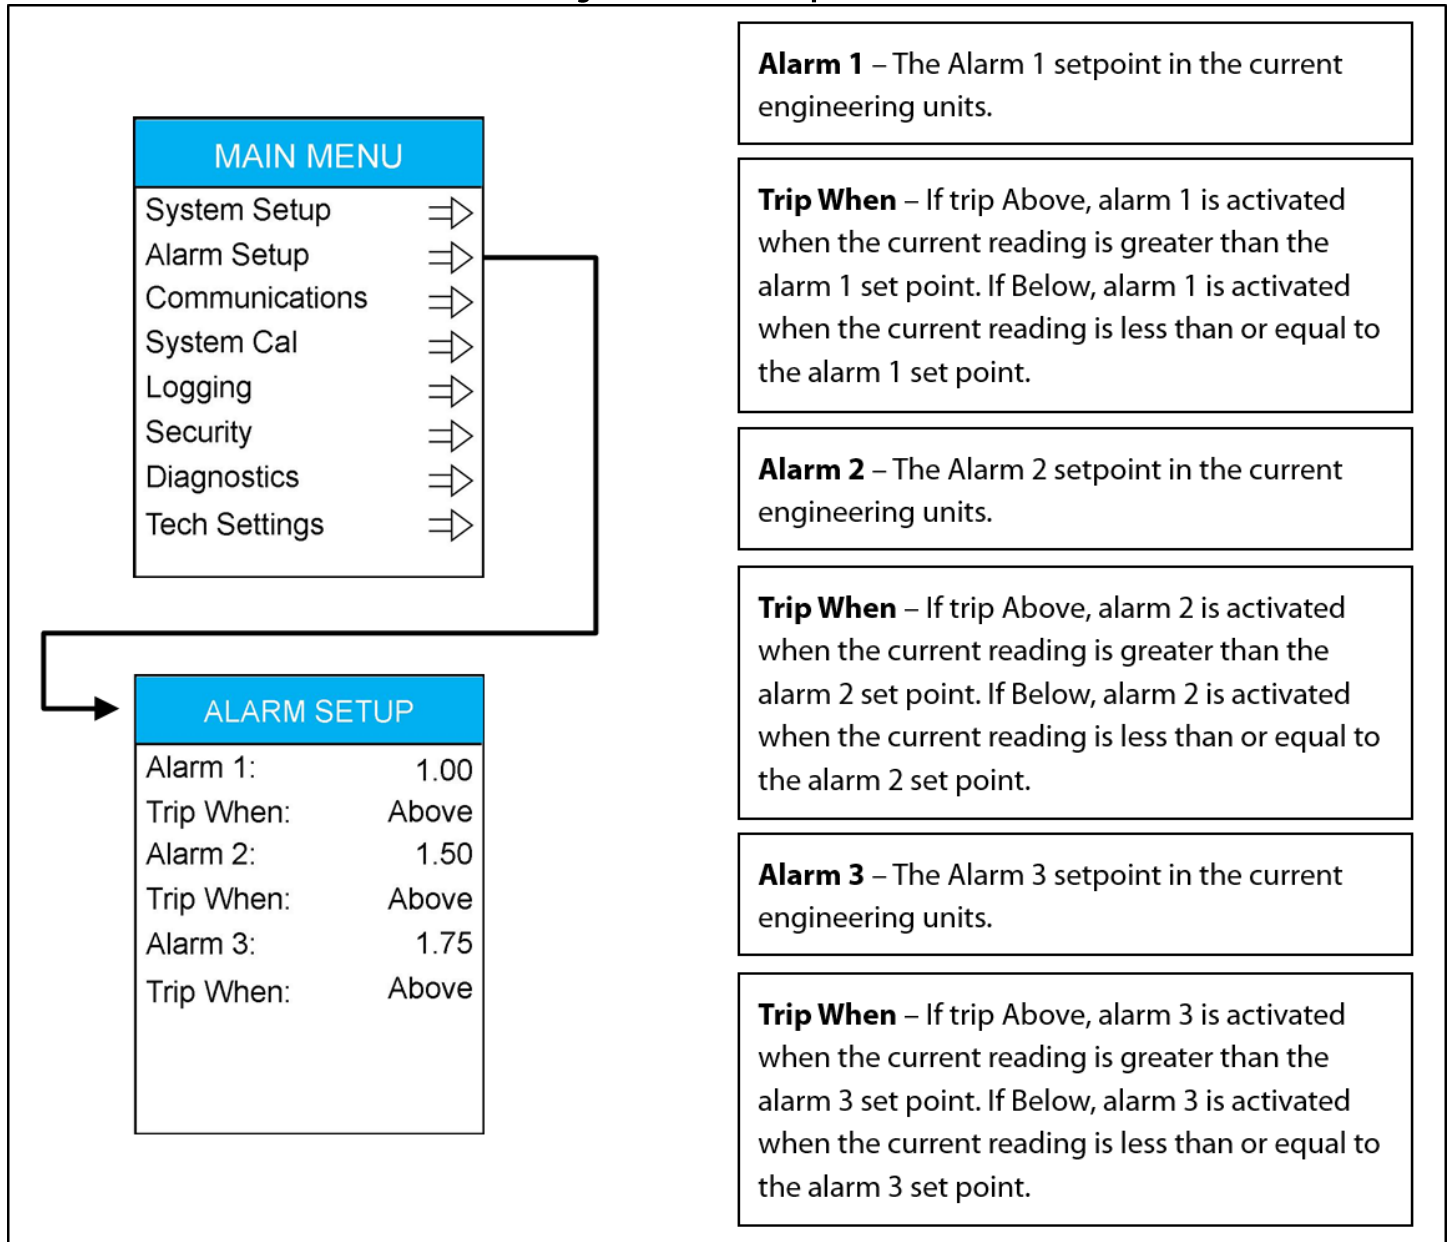 MAIN MENU
System Setup
Alarm Setup
Communications
System Cal
Logging
Security
Diagnostics
Tech Settings
ALARM SETUP
Alarm 1: 1.00
Trip When: Above
Alarm 2: 1.50
Trip When: Above
Alarm 3: 1.75
Trip When: Above
Alarm 1 – The Alarm 1 setpoint in the current
engineering units.
Trip When – If trip Above, alarm 1 is activated
when the current reading is greater than the
alarm 1 set point. If Below, alarm 1 is activated
when the current reading is less than or equal to
the alarm 1 set point.
Alarm 2 – The Alarm 2 setpoint in the current
engineering units.
Trip When – If trip Above, alarm 2 is activated
when the current reading is greater than the
alarm 2 set point. If Below, alarm 2 is activated
when the current reading is less than or equal to
the alarm 2 set point.
Alarm 3 – The Alarm 3 setpoint in the current
engineering units.
Trip When – If trip Above, alarm 3 is activated
when the current reading is greater than the
alarm 3 set point. If Below, alarm 3 is activated
when the current reading is less than or equal to
the alarm 3 set point.